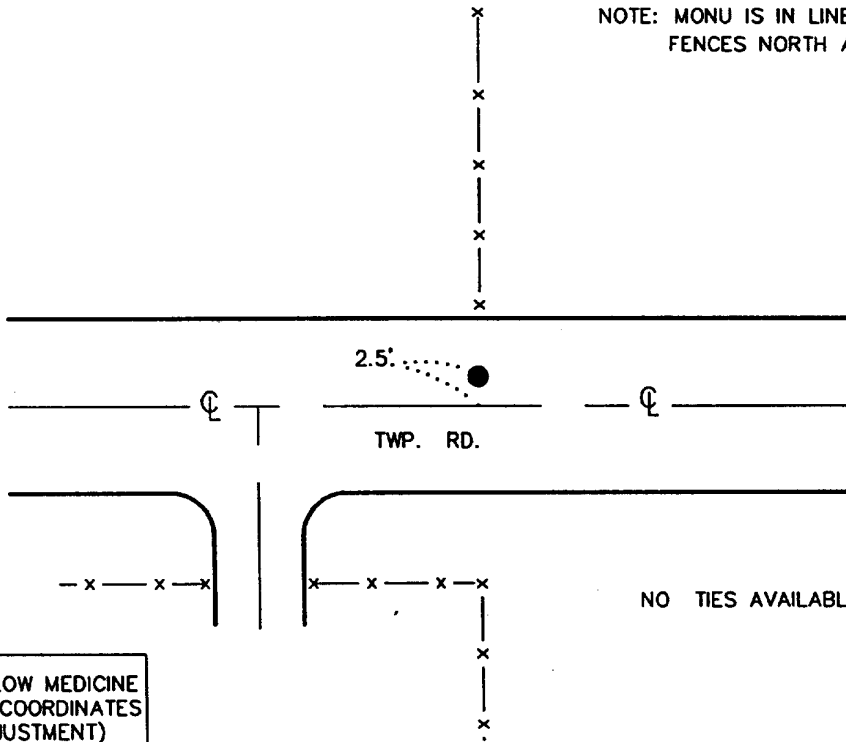 NOTE: MONU IS IN LINE
FENCES NORTH
2.5'
℄
℄
TWP. RD.
NO TIES AVAILABL
LOW MEDICINE
COORDINATES
JUSTMENT)